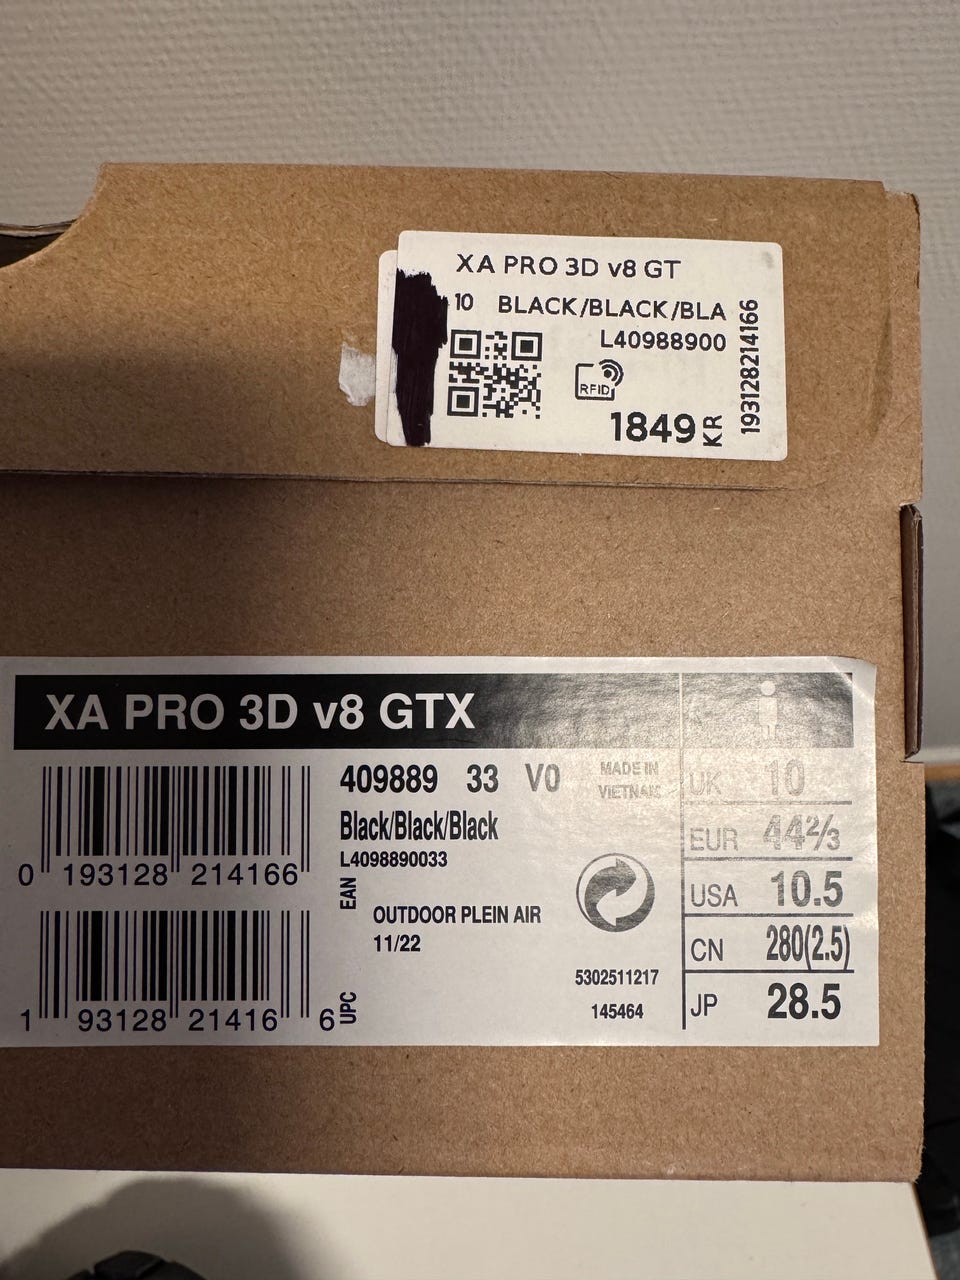 XA PRO 3D v8 GT
10 BLACK/BLACK/BLA
L40988900
RFID
1849 KR
193128214166
XA PRO 3D v8 GTX
409889 33 V0
MADE IN
VIETNAM
Black/Black/Black
L4098890033
0 193128 214166
EAN
OUTDOOR PLEIN AIR
11/22
1 93128 21416 6
UPC
5302511217
145464
UK 10
EUR 44⅔
USA 10.5
CN 280(2.5)
JP 28.5